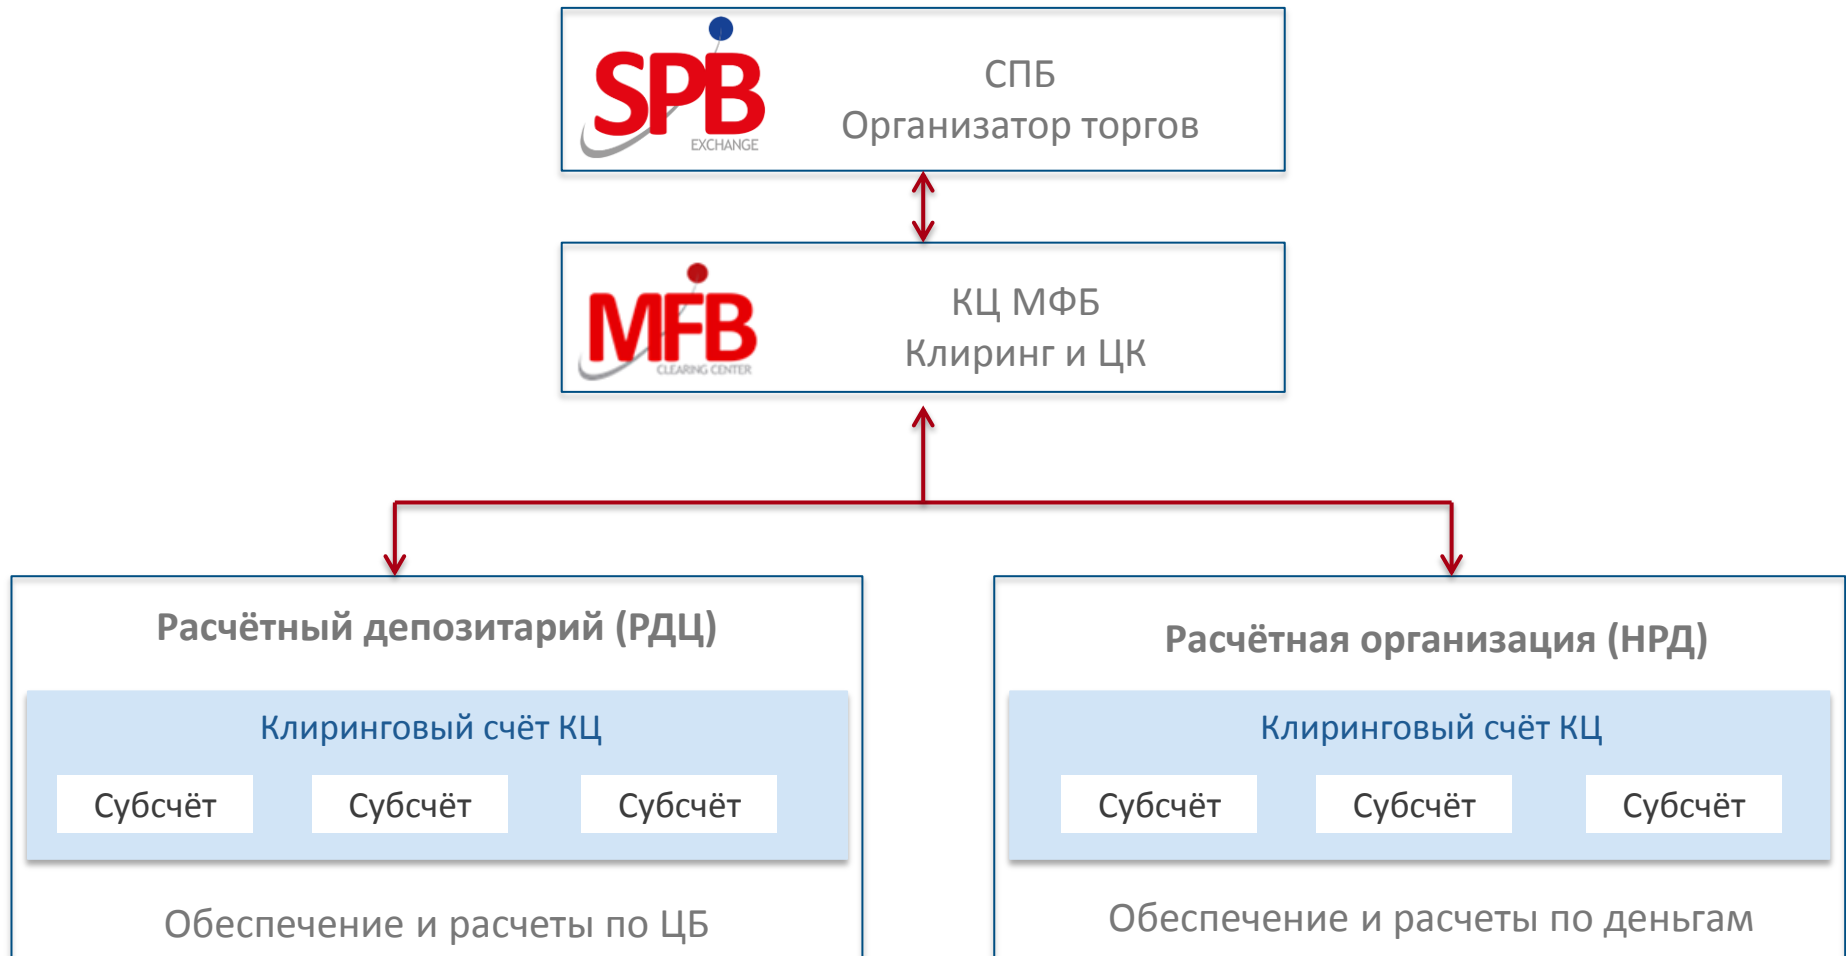 SPB
EXCHANGE
СПБ
Организатор торгов
MFB
CLEARING CENTER
КЦ МФБ
Клиринг и ЦК
Расчётный депозитарий (РДЦ)
Клиринговый счёт КЦ
Субсчёт Субсчёт Субсчёт
Обеспечение и расчеты по ЦБ
Расчётная организация (НРД)
Клиринговый счёт КЦ
Субсчёт Субсчёт Субсчёт
Обеспечение и расчеты по деньгам